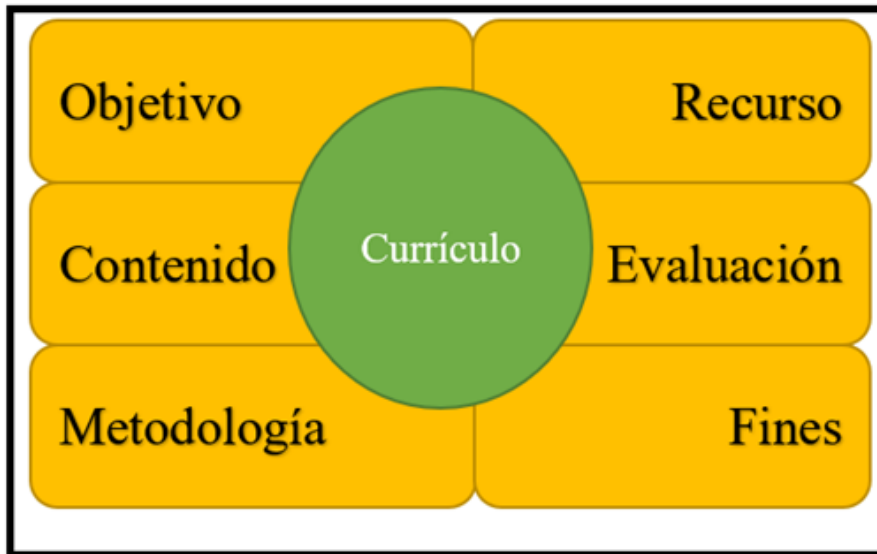 Objetivo
Recurso
Currículo
Contenido
Evaluación
Metodología
Fines